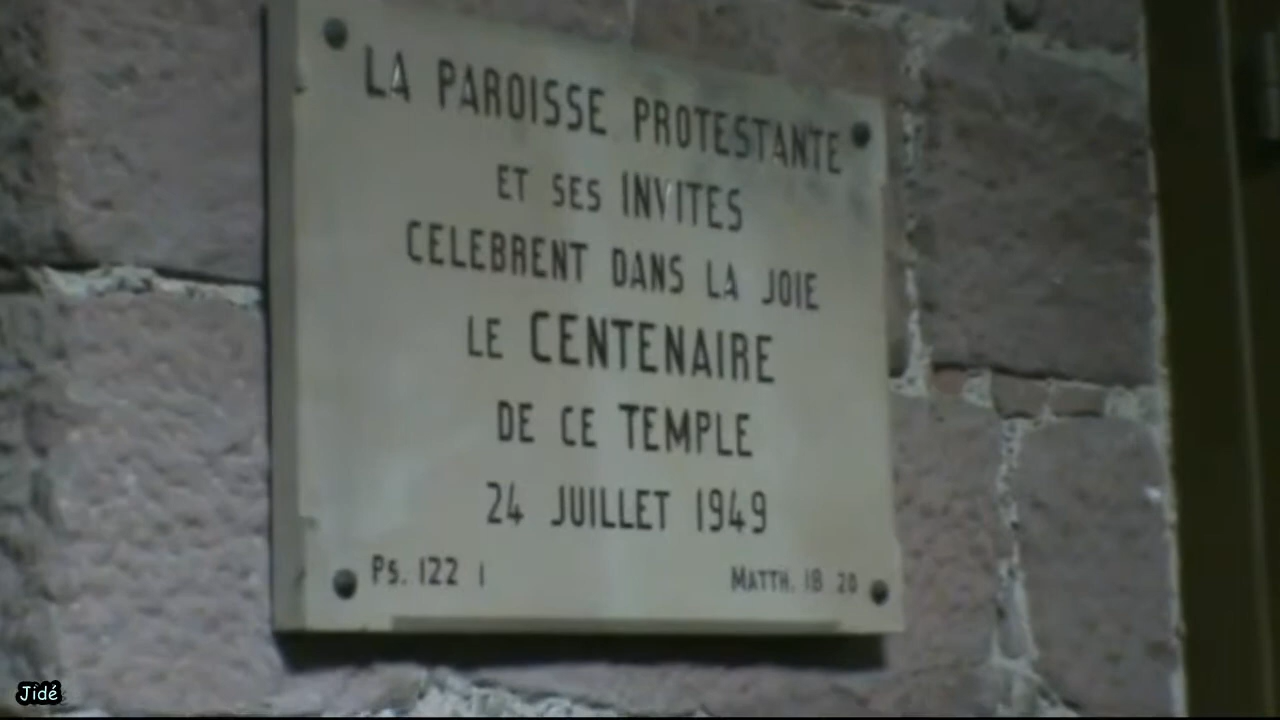 LA PAROISSE PROTESTANTE
ET SES INVITES
CELEBRENT DANS LA JOIE
LE CENTENAIRE
DE CE TEMPLE
24 JUILLET 1949
Ps. 122 1 MATTH. 18 20
Jidé